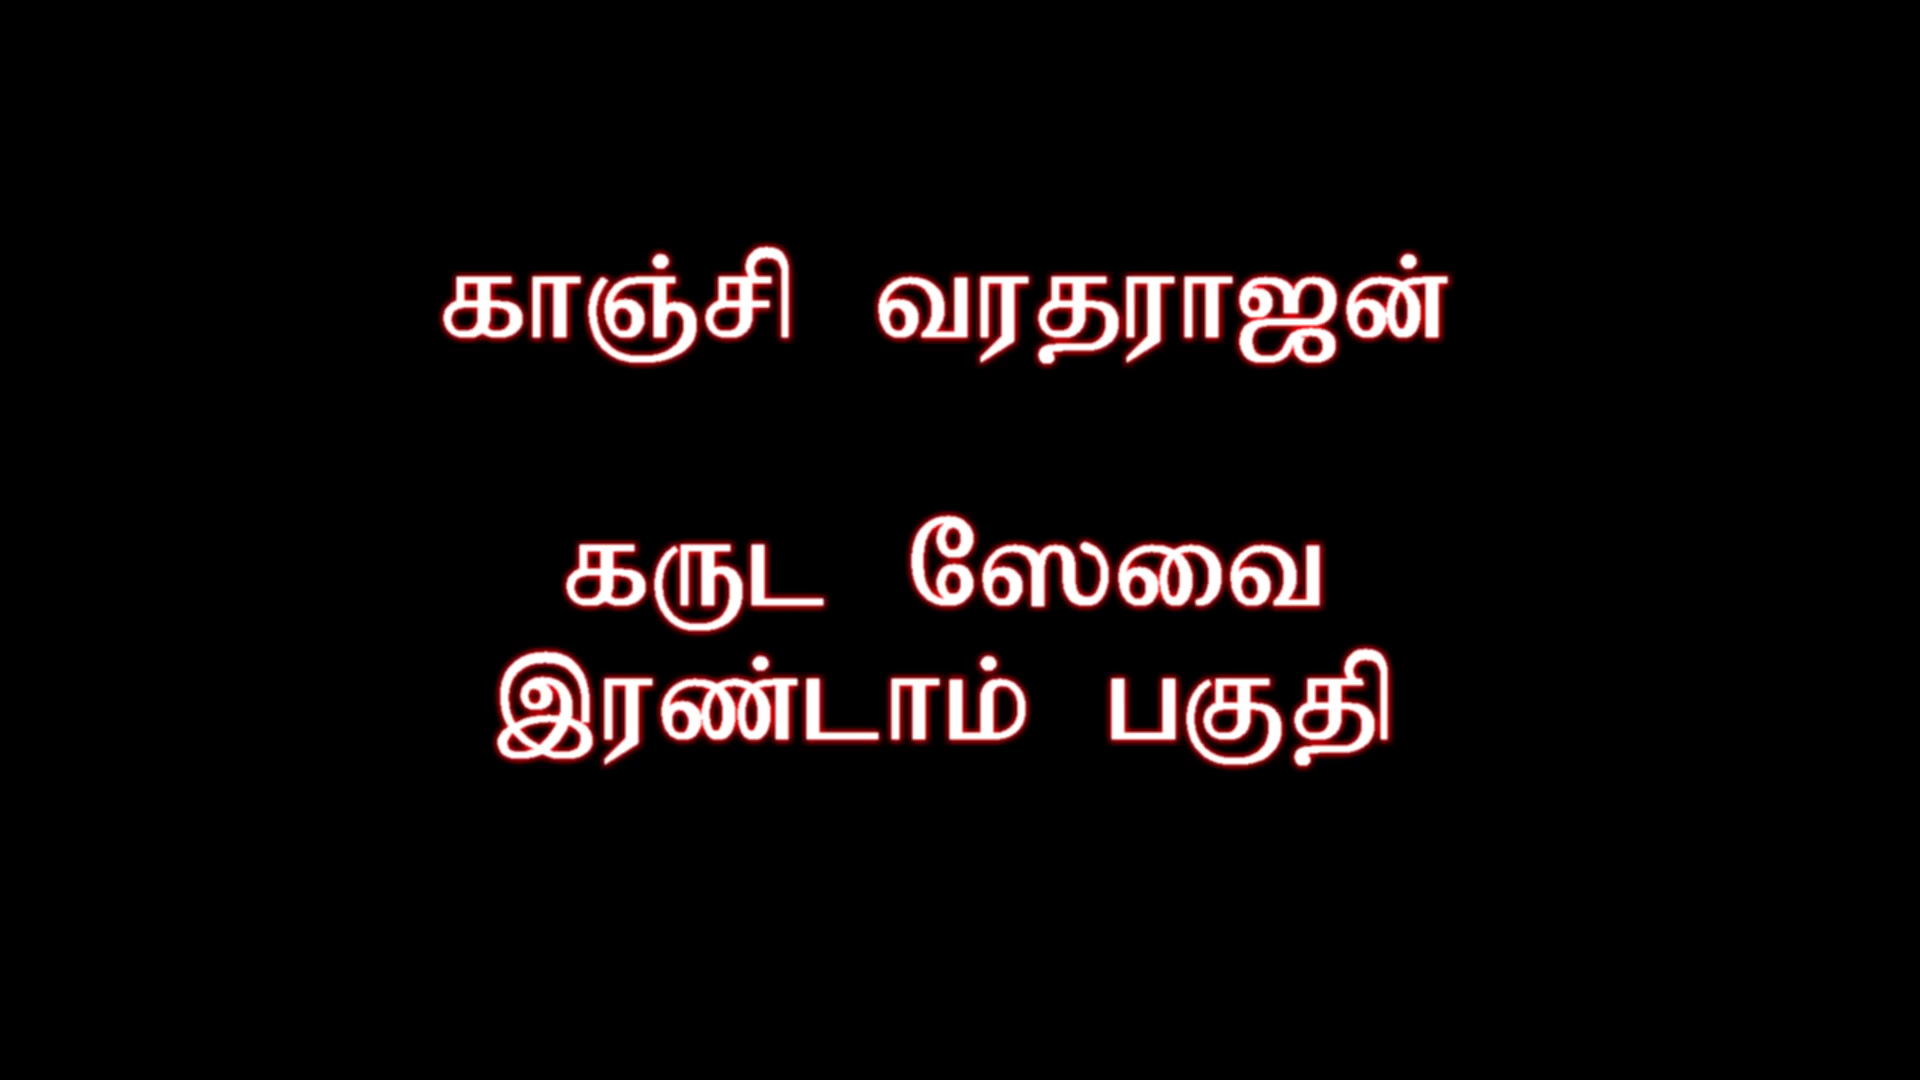 காஞ்சி வரதராஜன்
கருட ஸேவை
இரண்டாம் பகுதி